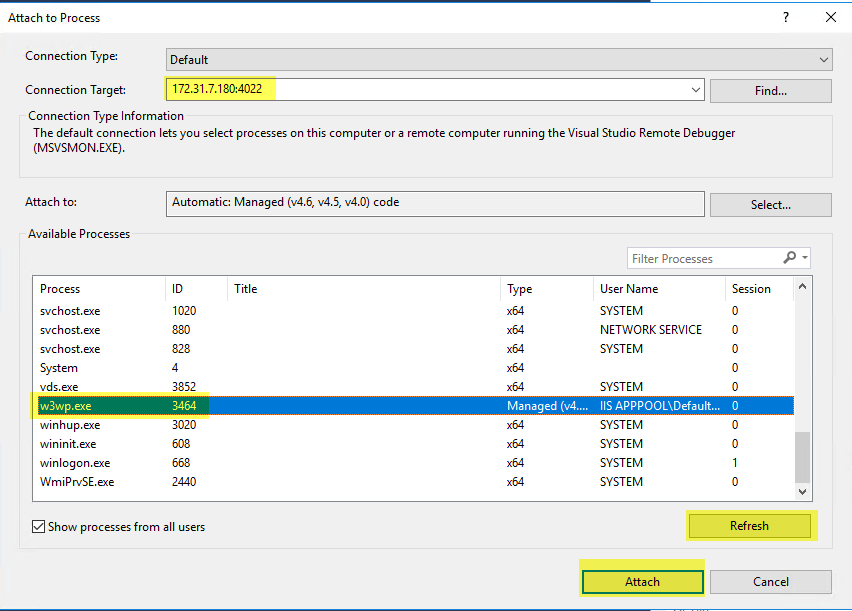 Attach to Process
?
Connection Type:
Default
Connection Target:
172.31.7.180:4022
Find...
Connection Type Information
The default connection lets you select processes on this computer or a remote computer running the Visual Studio Remote Debugger
(MSVSMON.EXE).
Attach to:
Automatic: Managed (v4.6, v4.5, v4.0) code
Select...
Available Processes
Filter Processes
Process ID Title Type User Name Session
svchost.exe 1020 x64 SYSTEM 0
svchost.exe 880 x64 NETWORK SERVICE 0
svchost.exe 828 x64 SYSTEM 0
System 4 x64 0
vds.exe 3852 x64 SYSTEM 0
w3wp.exe 3464 Managed (v4.... IIS APPPOOL\Default... 0
winhup.exe 3020 x64 SYSTEM 0
wininit.exe 608 x64 SYSTEM 0
winlogon.exe 668 x64 SYSTEM 1
WmiPrvSE.exe 2440 x64 SYSTEM 0
Show processes from all users
Refresh
Attach
Cancel